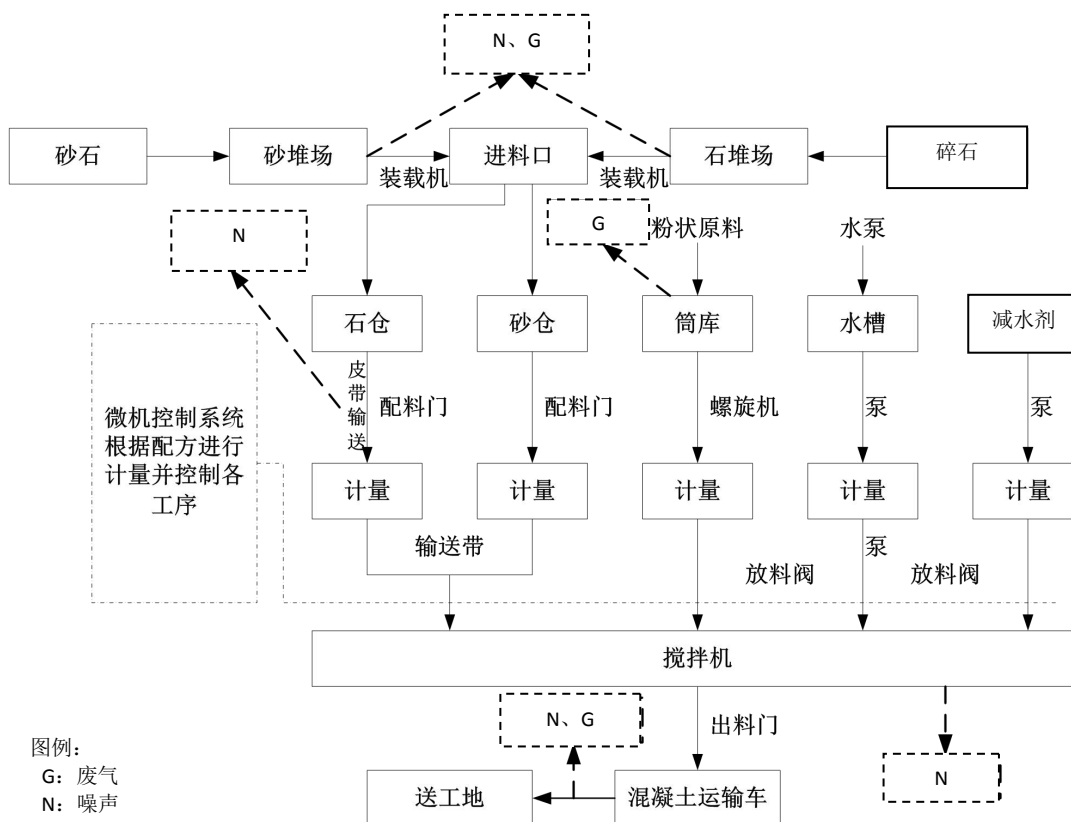 N、G
砂石
砂堆场
进料口
石堆场
碎石
装载机
装载机
N
G
粉状原料
水泵
石仓
砂仓
筒库
水槽
减水剂
皮带输送
配料门
配料门
螺旋机
泵
泵
微机控制系统
根据配方进行
计量并控制各
工序
计量
计量
计量
计量
计量
输送带
泵
放料阀
放料阀
搅拌机
N、G
出料门
N
图例：
G：废气
N：噪声
送工地
混凝土运输车